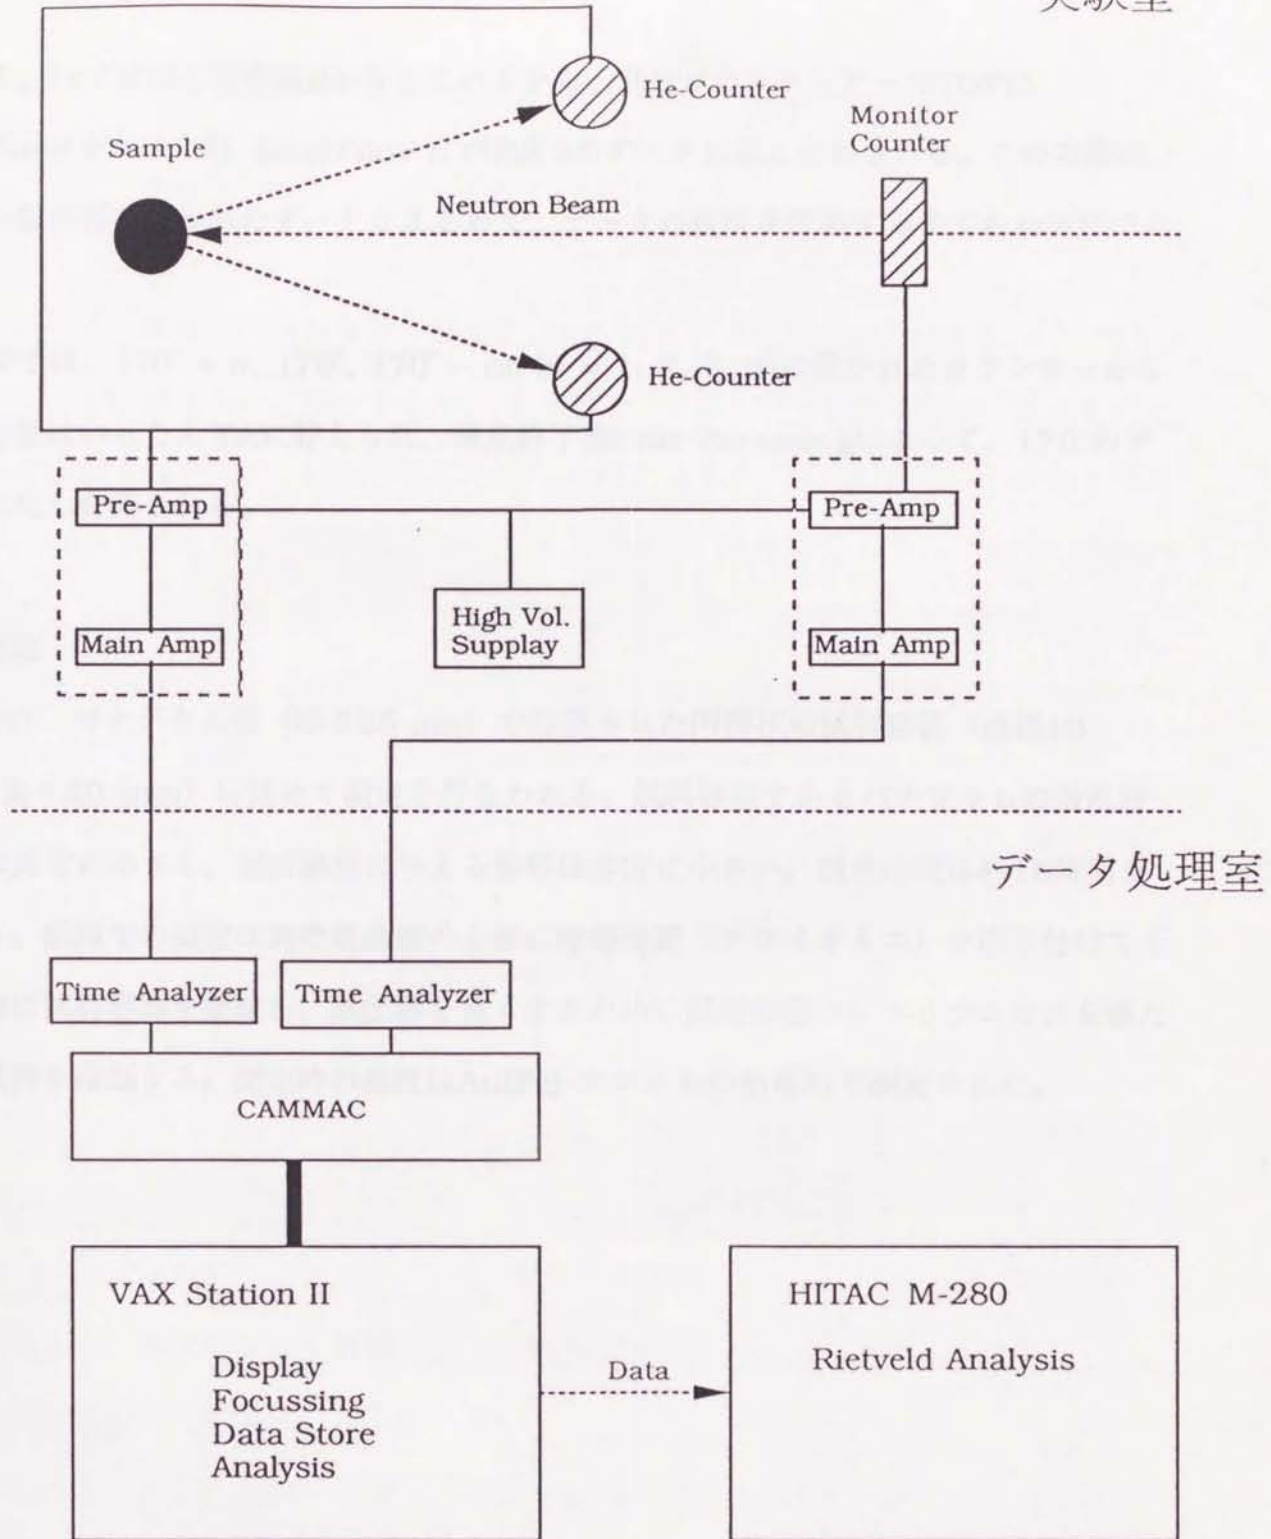 実験室
He-Counter
Monitor
Counter
Sample
Neutron Beam
He-Counter
Pre-Amp
Pre-Amp
High Vol.
Supplay
Main Amp
Main Amp
データ処理室
Time Analyzer
Time Analyzer
CAMMAC
VAX Station II
HITAC M-280
Display
Focussing
Data Store
Analysis
Data
Rietveld Analysis